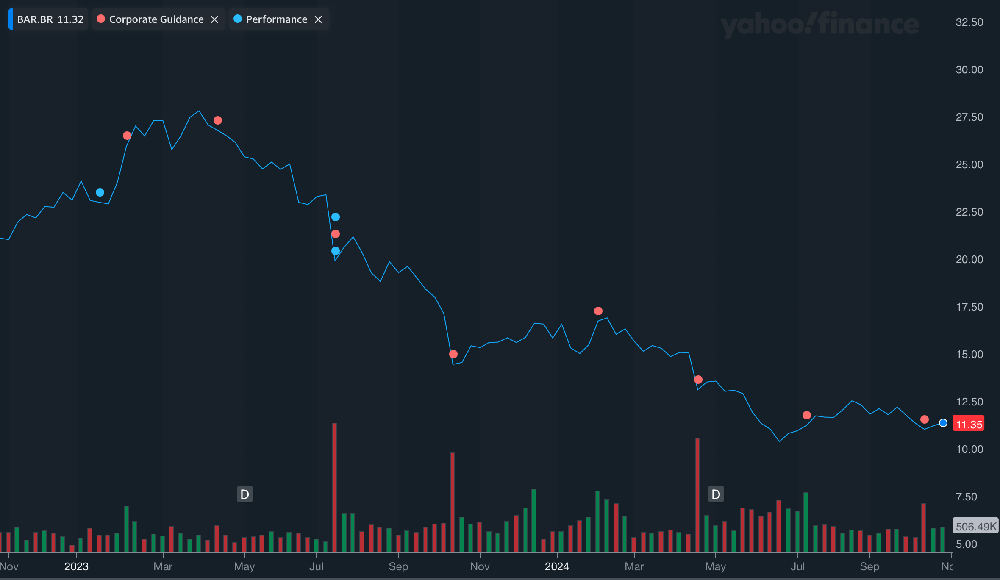 BAR.BR 11.32 Corporate Guidance Performance
yahoo!finance
32.50
30.00
27.50
25.00
22.50
20.00
17.50
15.00
12.50
11.35
10.00
D D
7.50
506.49K
5.00
Nov 2023 Mar May Jul Sep Nov 2024 Mar May Jul Sep No